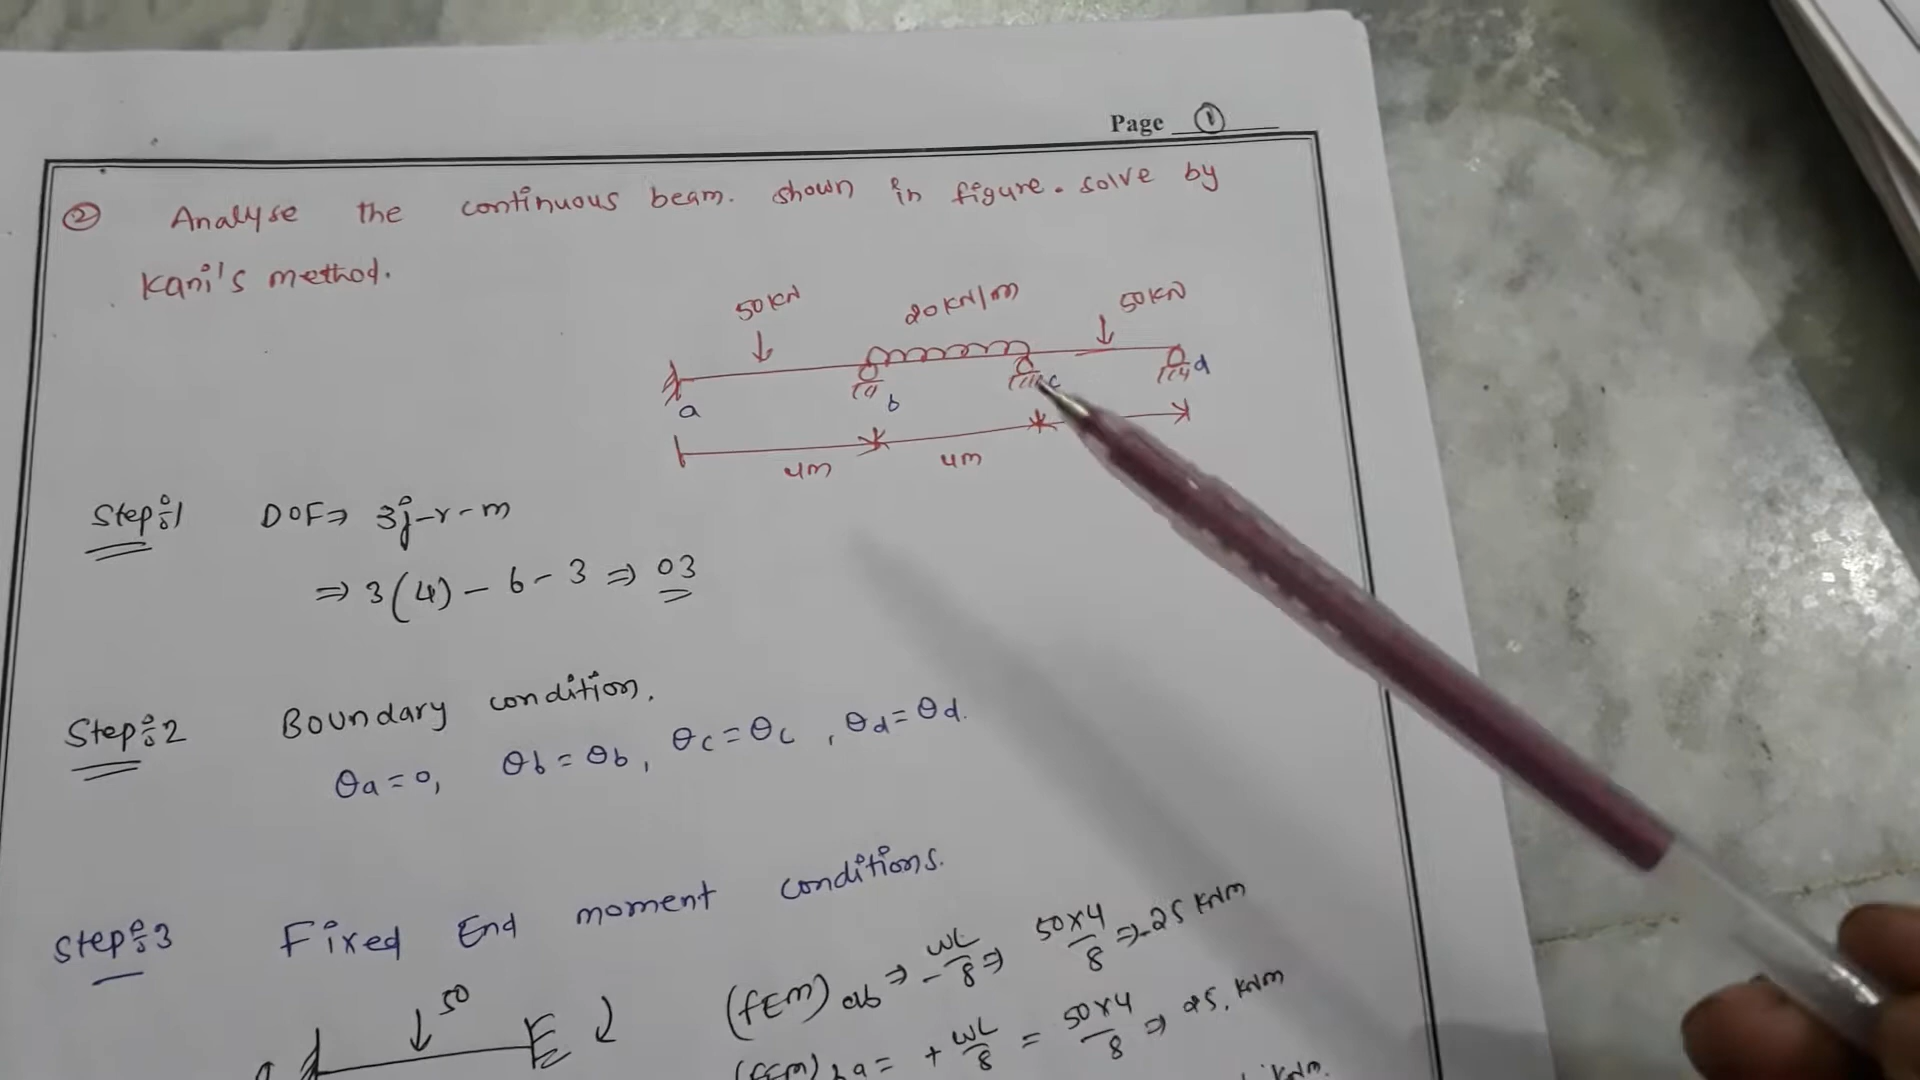 Page 1
② Analyse the continuous beam. shown in figure. solve by
Kani's method.
50KN 20KN/m 50KN
a b c d
4m 4m
Step:1 DOF⇒ 3j-r-m
⇒ 3(4) - 6 - 3 ⇒ 03
Step:2 Boundary condition.
θa=0, θb=θb, θc=θc, θd=θd.
Step:3 Fixed End moment conditions.
50
(FEM)ab ⇒ -WL/8 ⇒ 50x4/8 ⇒ -25 KNM
(FEM)ba = +WL/8 = 50x4/8 ⇒ 25. KNM
KNM.